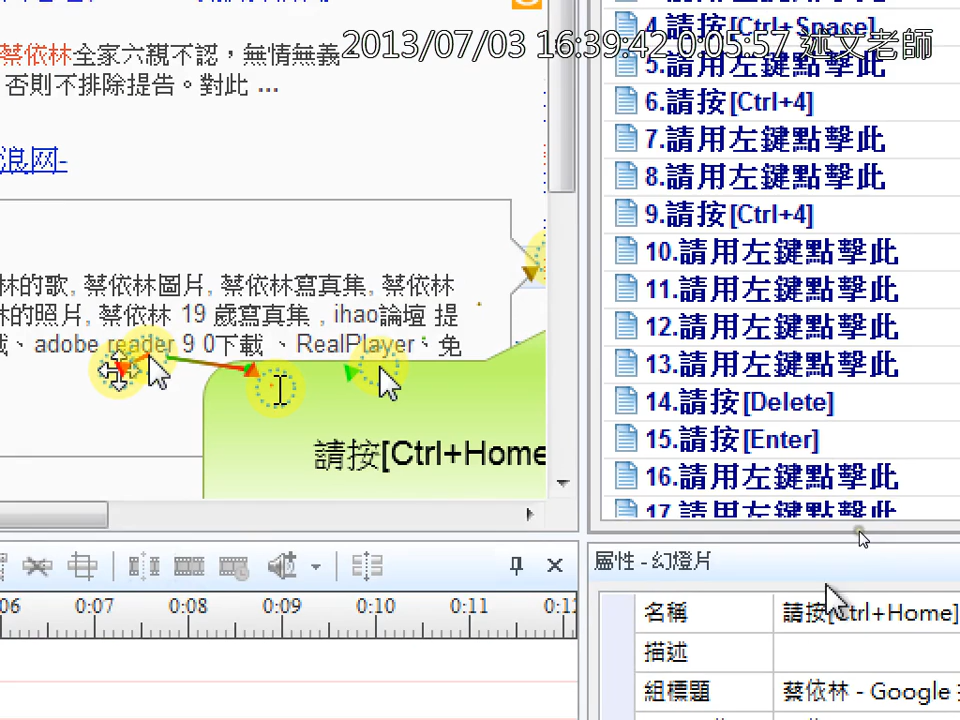 4.請按[Ctrl+Space]
2013/07/03 16:39:42 0:05:57 述文老師
蔡依林全家六親不認，無情無義
否則不排除提告。對此 ...
5.請用左鍵點擊此
6.請按[Ctrl+4]
7.請用左鍵點擊此
浪网-
8.請用左鍵點擊此
9.請按[Ctrl+4]
10.請用左鍵點擊此
林的歌, 蔡依林圖片, 蔡依林寫真集, 蔡依林
11.請用左鍵點擊此
林的照片, 蔡依林 19 歲寫真集 , ihao論壇 提
12.請用左鍵點擊此
載、adobe reader 9 0下載 、RealPlayer、免
13.請用左鍵點擊此
14.請按[Delete]
15.請按[Enter]
請按[Ctrl+Home
16.請用左鍵點擊此
17.請用左鍵點擊此
屬性 - 幻燈片
06 0:07 0:08 0:09 0:10 0:11 0:1
名稱 請按[Ctrl+Home]
描述
組標題 蔡依林 - Google